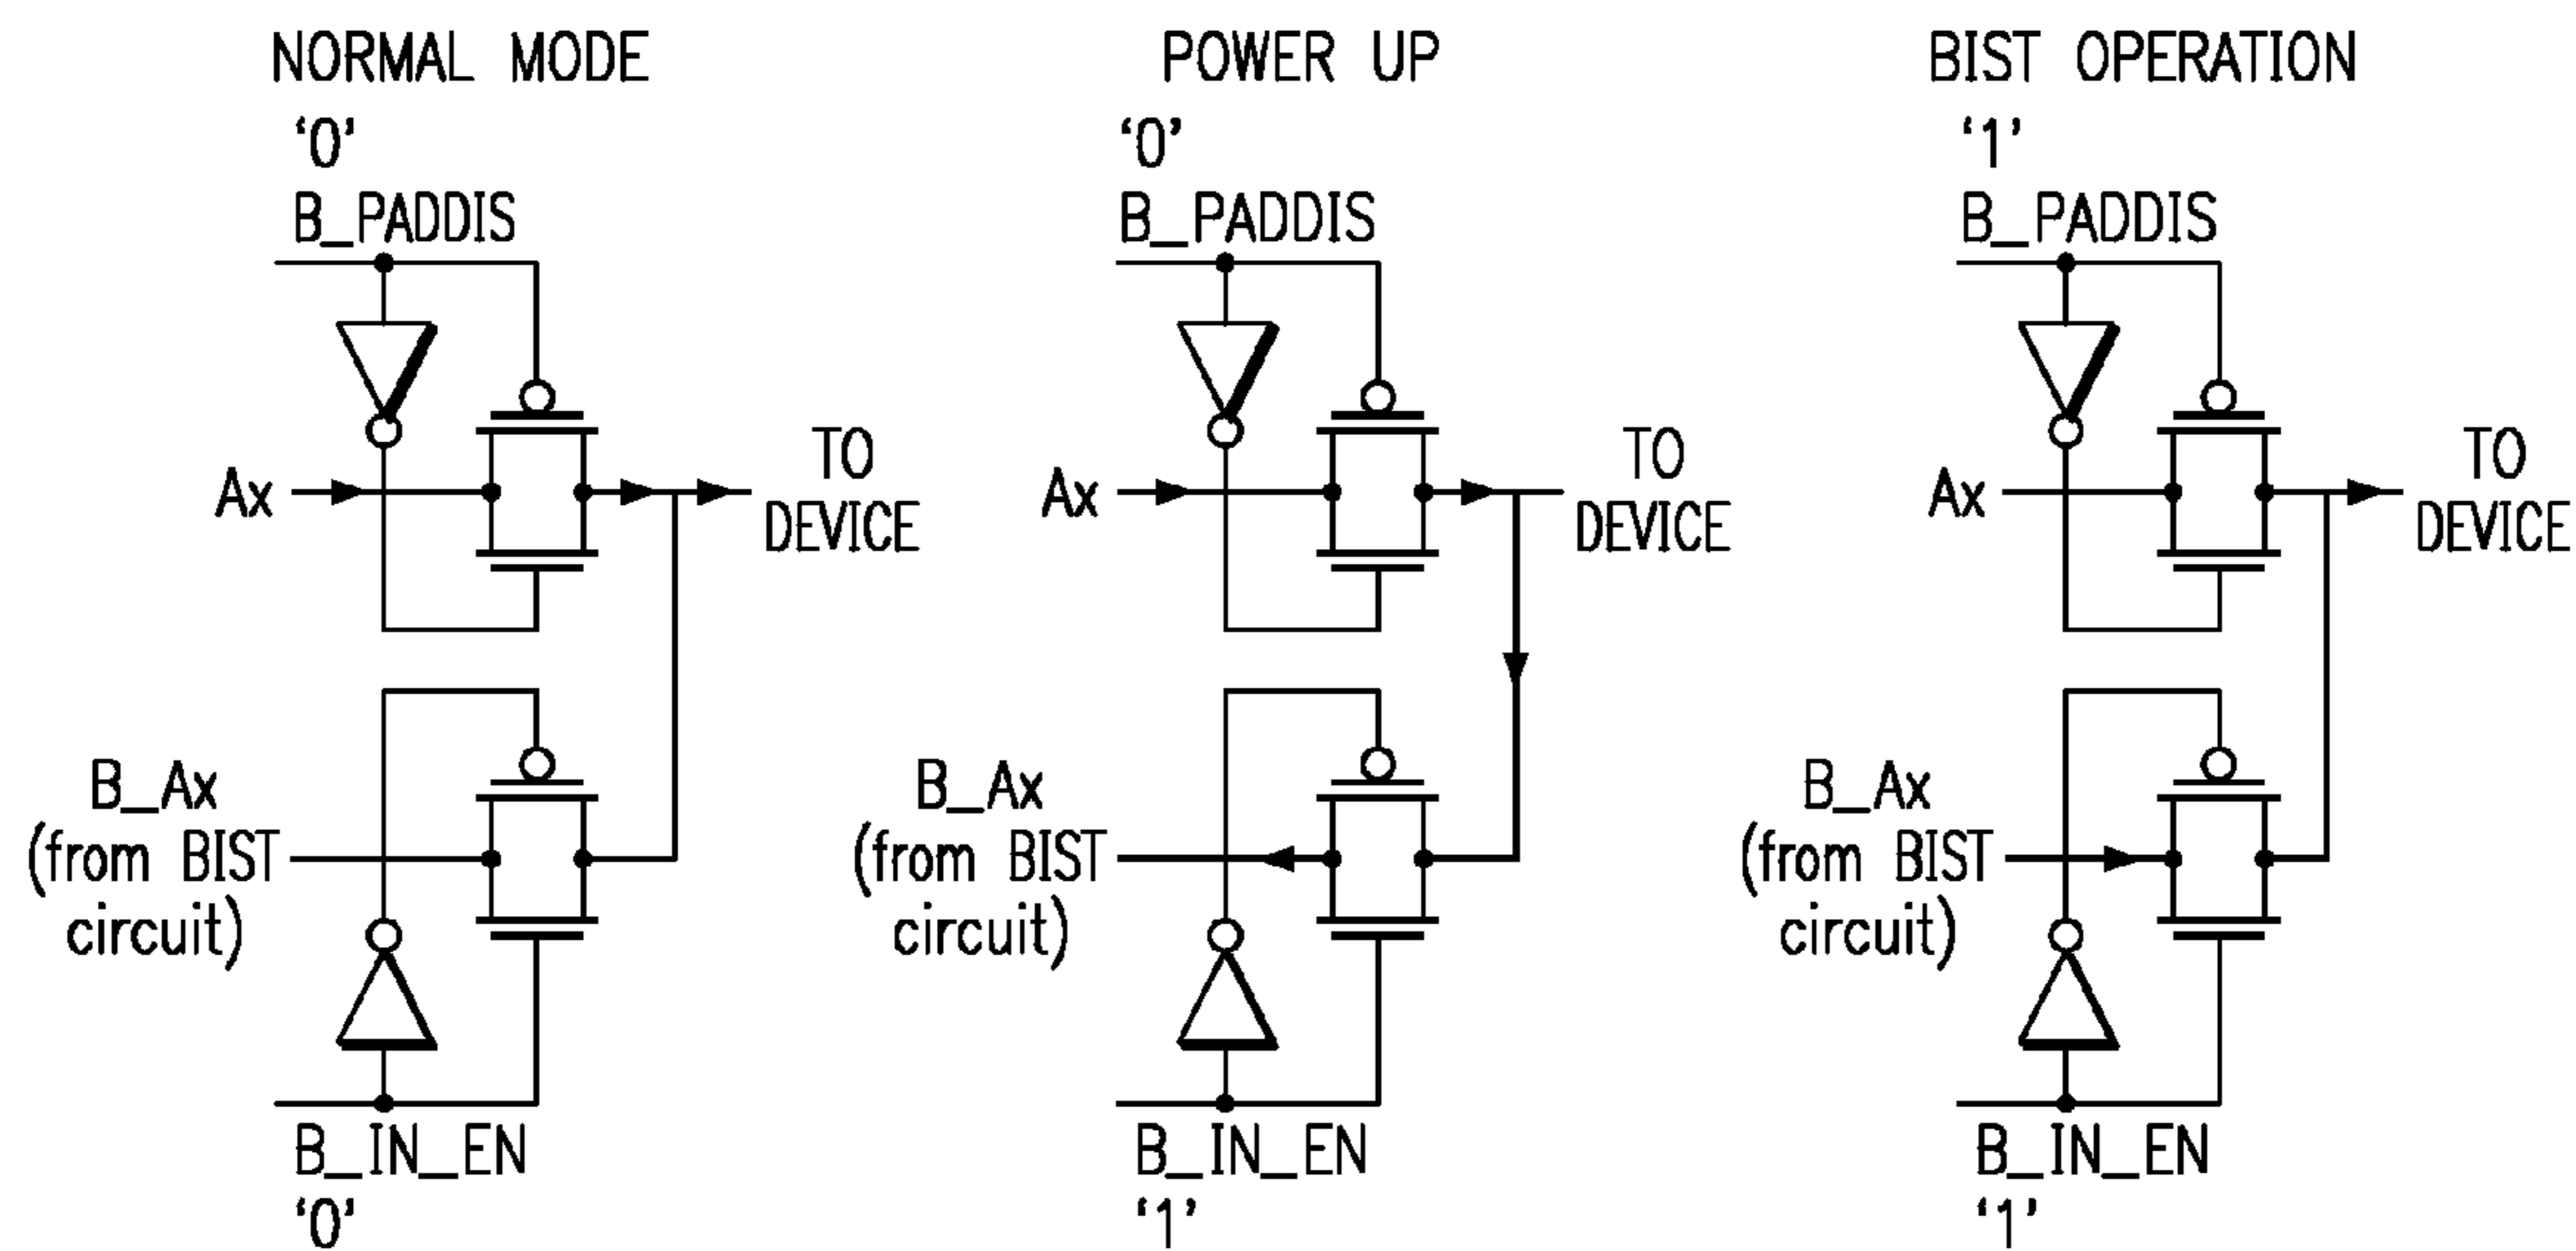 NORMAL MODE
‘0’
B_PADDIS
Ax
TO
DEVICE
B_Ax
(from BIST
circuit)
B_IN_EN
‘0’
POWER UP
‘0’
B_PADDIS
Ax
TO
DEVICE
B_Ax
(from BIST
circuit)
B_IN_EN
‘1’
BIST OPERATION
‘1’
B_PADDIS
Ax
TO
DEVICE
B_Ax
(from BIST
circuit)
B_IN_EN
‘1’